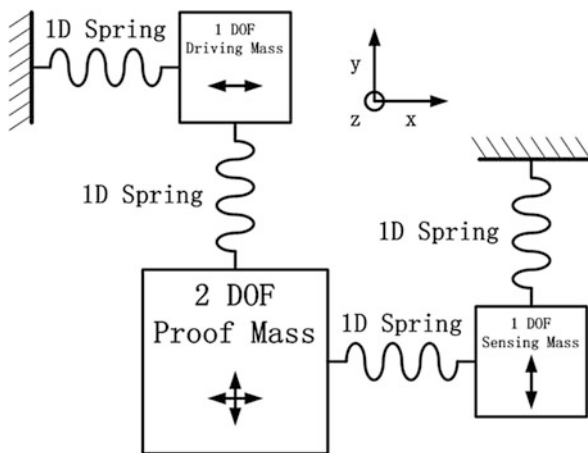 1D Spring
1 DOF
Driving Mass
y
z
x
1D Spring
1D Spring
2 DOF
Proof Mass
1D Spring
1 DOF
Sensing Mass